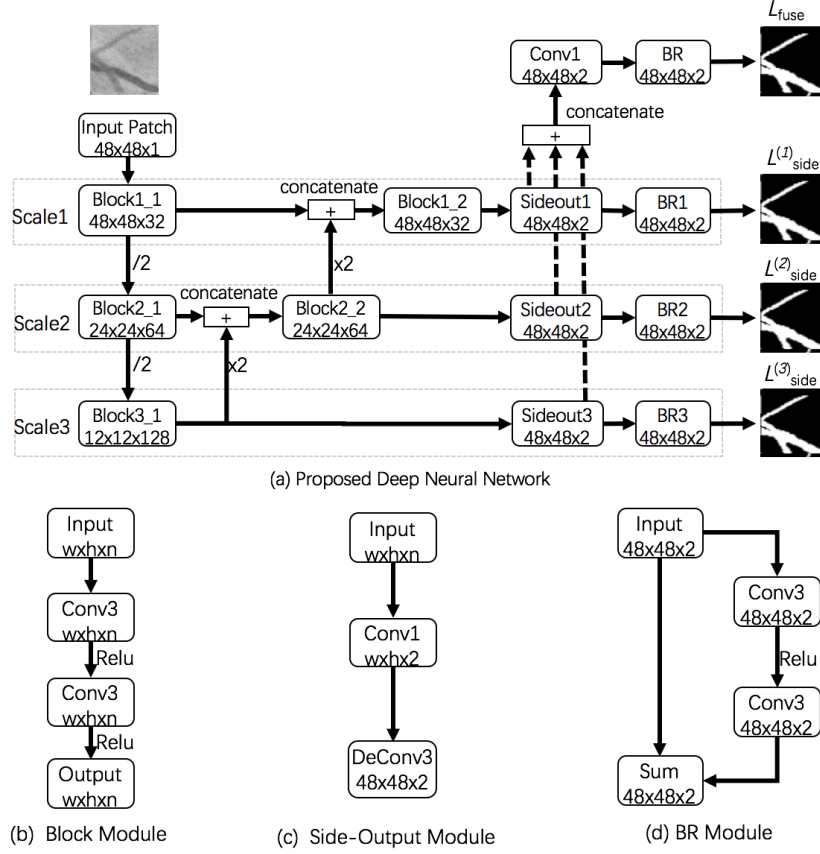 L fuse
Conv1
48x48x2
BR
48x48x2
concatenate
+
Input Patch
48x48x1
L(1)side
Scale1
Block1_1
48x48x32
concatenate
+
Block1_2
48x48x32
Sideout1
48x48x2
BR1
48x48x2
/2
x2
L(2)side
Scale2
Block2_1
24x24x64
concatenate
+
Block2_2
24x24x64
Sideout2
48x48x2
BR2
48x48x2
/2
x2
L(3)side
Scale3
Block3_1
12x12x128
Sideout3
48x48x2
BR3
48x48x2
(a) Proposed Deep Neural Network
Input
wxhxn
Conv3
wxhxn
Relu
Conv3
wxhxn
Relu
Output
wxhxn
(b) Block Module
Input
wxhxn
Conv1
wxhx2
DeConv3
48x48x2
(c) Side-Output Module
Input
48x48x2
Conv3
48x48x2
Relu
Conv3
48x48x2
Sum
48x48x2
(d) BR Module